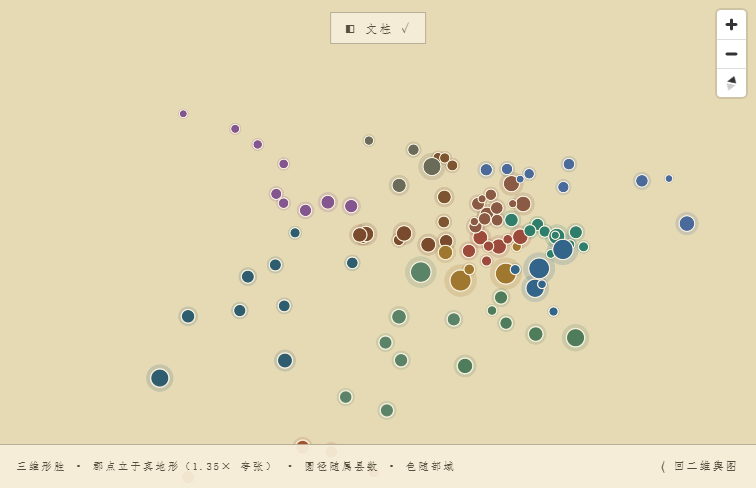 ◧ 文柱 √
三维形胜 • 郡点立于真地形（1.35× 夸张） • 圆径随属县数 • 色随部域
⟨ 回二维舆图